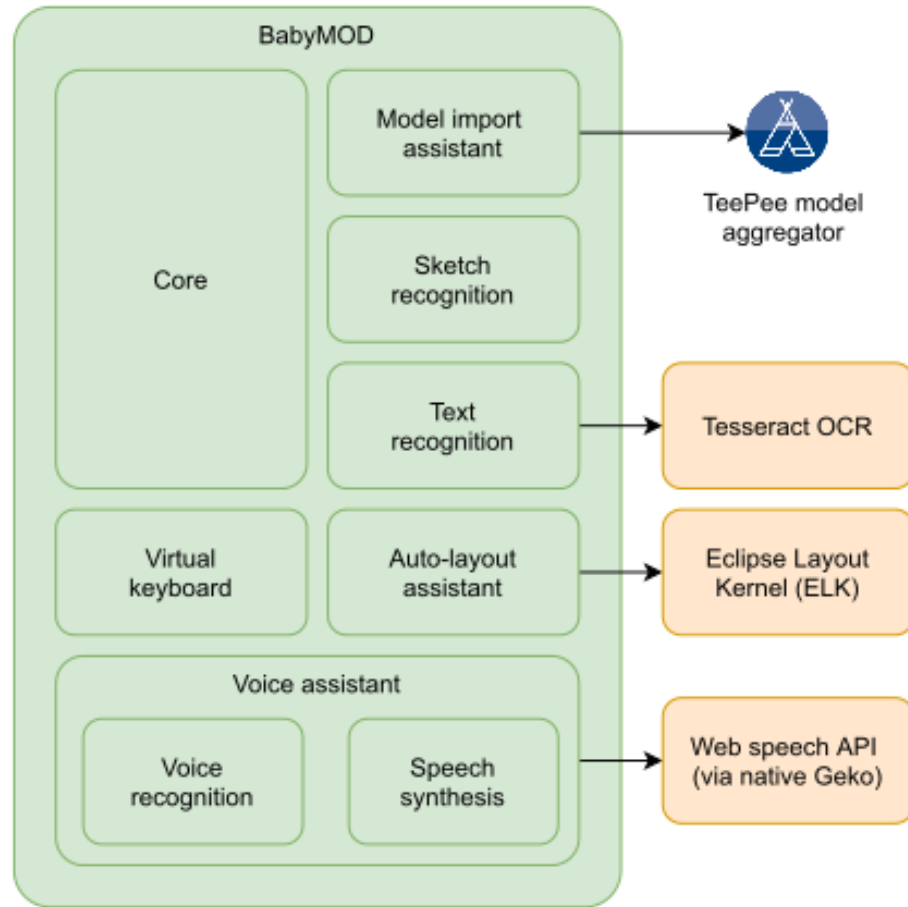 BabyMOD
Core
Model import
assistant
TeePee model
aggregator
Sketch
recognition
Text
recognition
Tesseract OCR
Virtual
keyboard
Auto-layout
assistant
Eclipse Layout
Kernel (ELK)
Voice assistant
Voice
recognition
Speech
synthesis
Web speech API
(via native Geko)